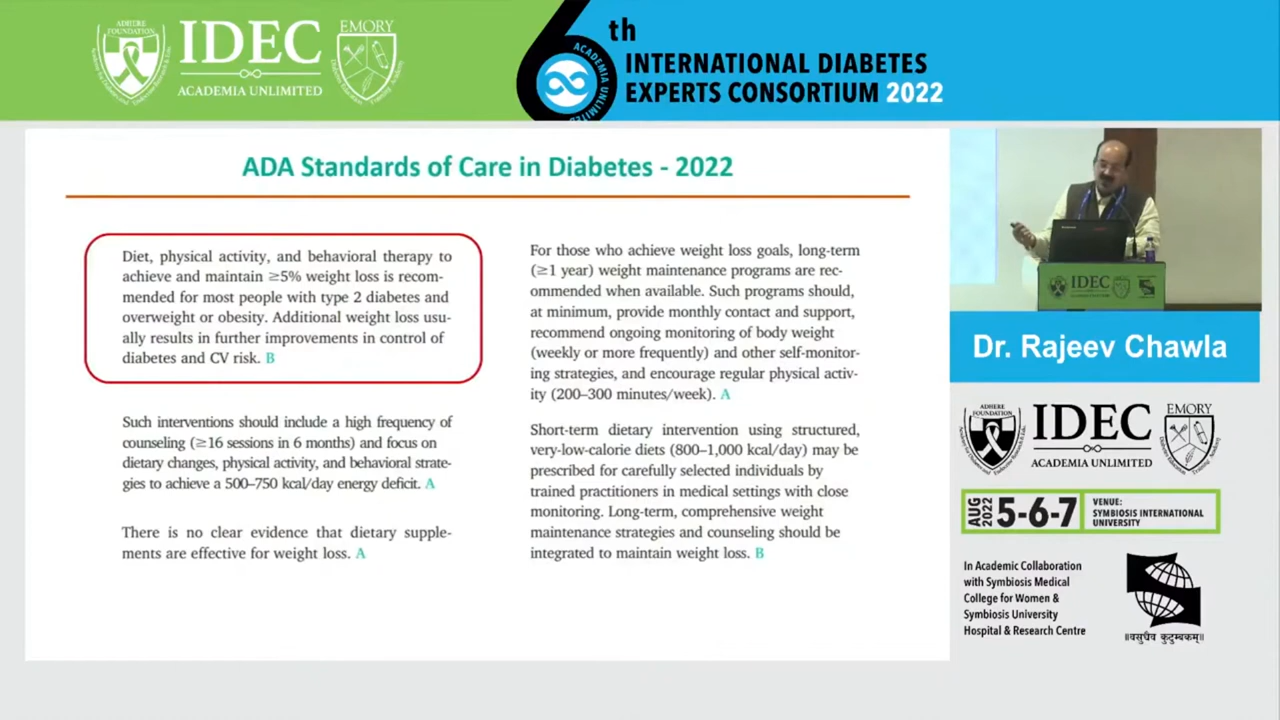 ADHERE
FOUNDATION
IDEC
ACADEMIA UNLIMITED
EMORY
6th
ACADEMIA UNLIMITED
INTERNATIONAL DIABETES
EXPERTS CONSORTIUM 2022
ADA Standards of Care in Diabetes - 2022
Diet, physical activity, and behavioral therapy to
achieve and maintain ≥5% weight loss is recom-
mended for most people with type 2 diabetes and
overweight or obesity. Additional weight loss usu-
ally results in further improvements in control of
diabetes and CV risk. B
Such interventions should include a high frequency of
counseling (≥16 sessions in 6 months) and focus on
dietary changes, physical activity, and behavioral strate-
gies to achieve a 500–750 kcal/day energy deficit. A
There is no clear evidence that dietary supple-
ments are effective for weight loss. A
For those who achieve weight loss goals, long-term
(≥1 year) weight maintenance programs are rec-
ommended when available. Such programs should,
at minimum, provide monthly contact and support,
recommend ongoing monitoring of body weight
(weekly or more frequently) and other self-monitor-
ing strategies, and encourage regular physical activ-
ity (200–300 minutes/week). A
Short-term dietary intervention using structured,
very-low-calorie diets (800–1,000 kcal/day) may be
prescribed for carefully selected individuals by
trained practitioners in medical settings with close
monitoring. Long-term, comprehensive weight
maintenance strategies and counseling should be
integrated to maintain weight loss. B
IDEC
Dr. Rajeev Chawla
ADHERE
FOUNDATION
IDEC
ACADEMIA UNLIMITED
EMORY
AUG 2022
5-6-7
VENUE:
SYMBIOSIS INTERNATIONAL
UNIVERSITY
In Academic Collaboration
with Symbiosis Medical
College for Women &
Symbiosis University
Hospital & Research Centre
॥वसुधैव कुटुम्बकम्॥